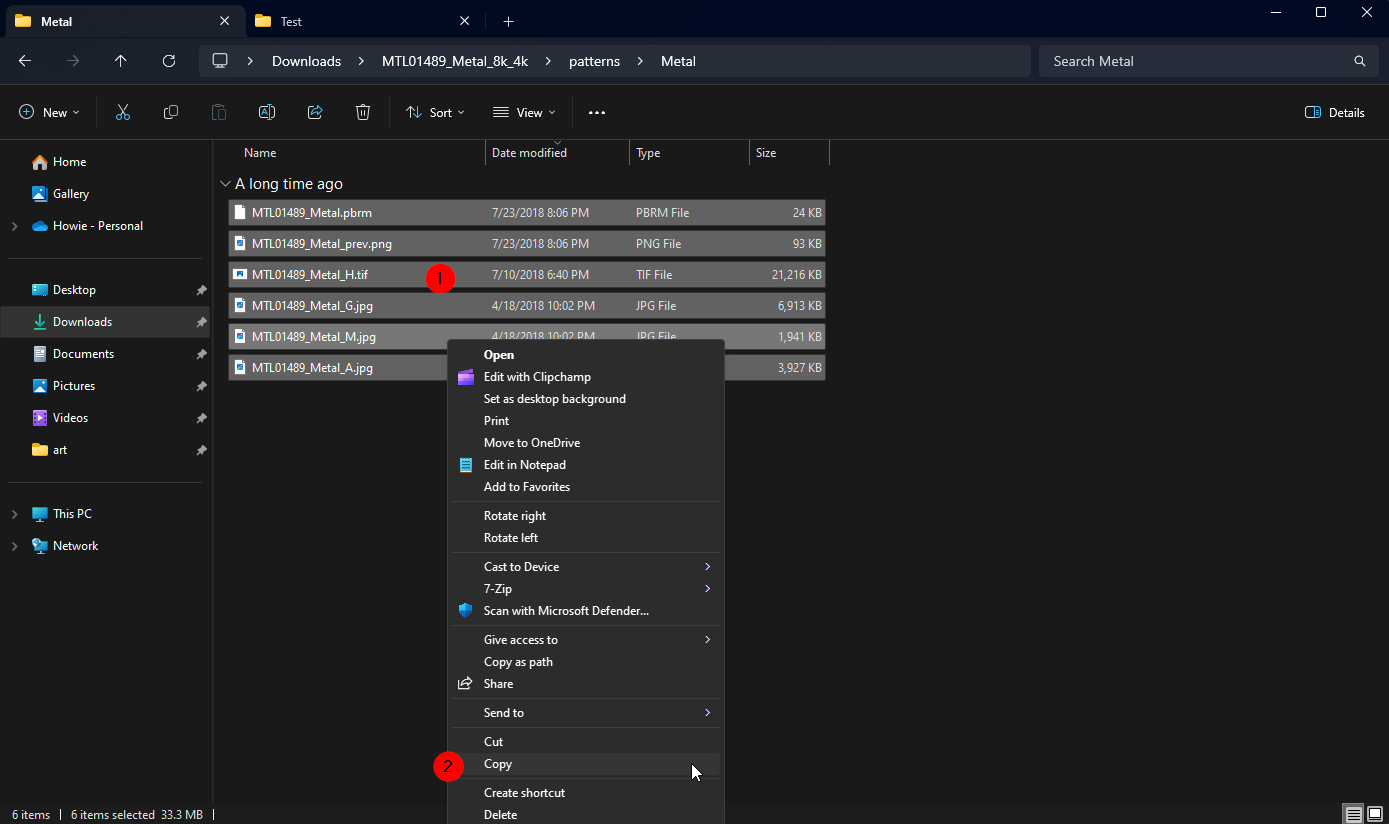 Metal
Test
Downloads > MTL01489_Metal_8k_4k > patterns > Metal
Search Metal
New
Sort
View
Details
Home
Gallery
Howie - Personal
Desktop
Downloads
Documents
Pictures
Videos
art
This PC
Network
Name Date modified Type Size
A long time ago
MTL01489_Metal.pbrm 7/23/2018 8:06 PM PBRM File 24 KB
MTL01489_Metal_prev.png 7/23/2018 8:06 PM PNG File 93 KB
MTL01489_Metal_H.tif 1 7/10/2018 6:40 PM TIF File 21,216 KB
MTL01489_Metal_G.jpg 4/18/2018 10:02 PM JPG File 6,913 KB
MTL01489_Metal_M.jpg 4/18/2018 10:02 PM JPG File 1,941 KB
MTL01489_Metal_A.jpg 3,927 KB
Open
Edit with Clipchamp
Set as desktop background
Print
Move to OneDrive
Edit in Notepad
Add to Favorites
Rotate right
Rotate left
Cast to Device
7-Zip
Scan with Microsoft Defender...
Give access to
Copy as path
Share
Send to
Cut
2 Copy
Create shortcut
Delete
6 items 6 items selected 33.3 MB